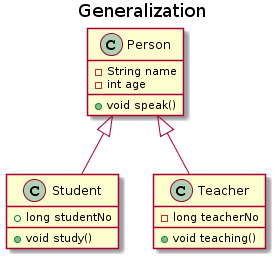 Generalization
C Person
String name
int age
void speak()
C Student
long studentNo
void study()
C Teacher
long teacherNo
void teaching()